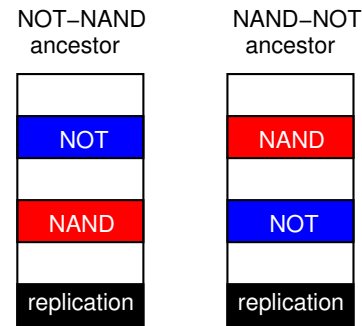 NOT−NAND
ancestor
NOT
NAND
replication
NAND−NOT
ancestor
NAND
NOT
replication